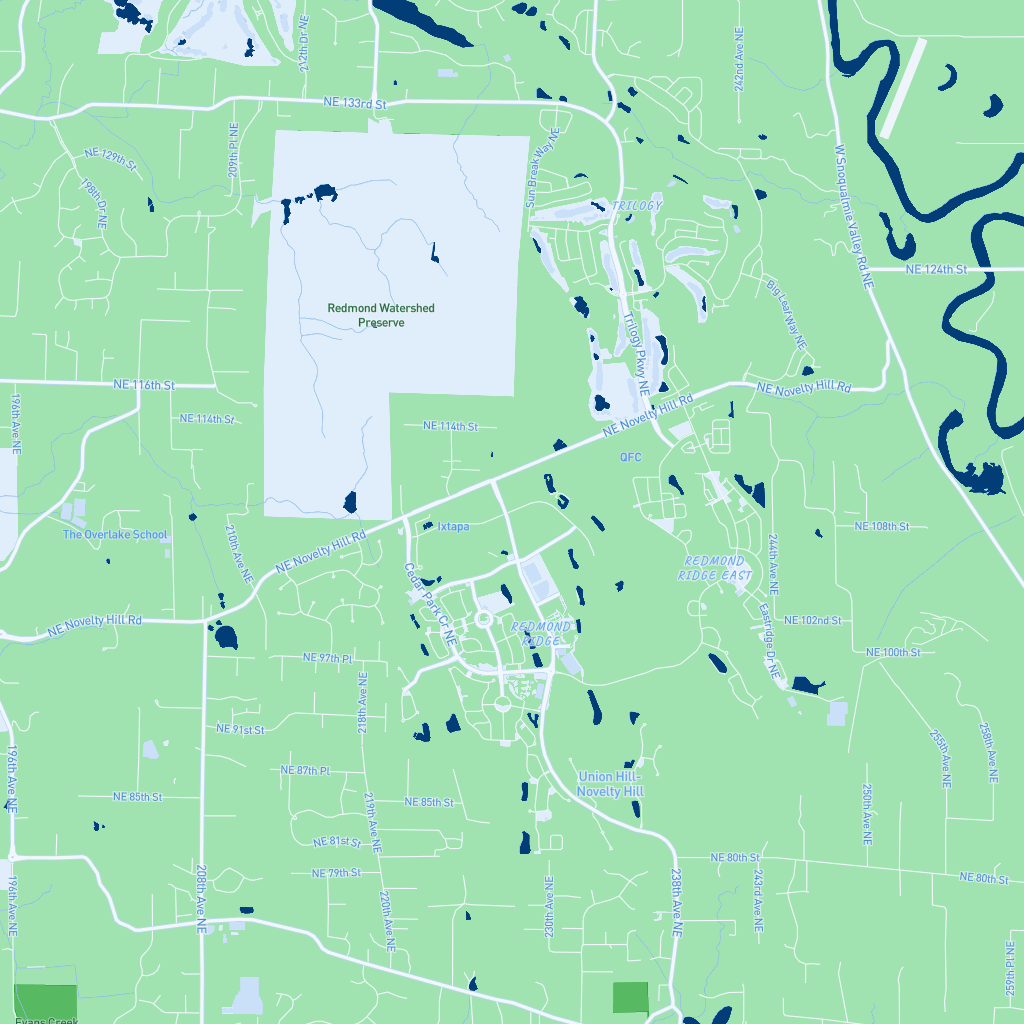 212th Dr NE
242nd Ave NE
NE 133rd St
209th Pl NE
NE 129th St
198th Dr NE
Sun Break Way NE
W Snoqualmie Valley Rd NE
TRILOGY
NE 124th St
Big Leaf Way NE
Redmond Watershed
Preserve
Trilogy Pkwy NE
NE 116th St
NE Novelty Hill Rd
196th Ave NE
NE 114th St
NE 114th St
NE Novelty Hill Rd
QFC
The Overlake School
210th Ave NE
NE Novelty Hill Rd
Ixtapa
NE 108th St
244th Ave NE
REDMOND
RIDGE EAST
Cedar Park Cr NE
NE Novelty Hill Rd
REDMOND
RIDGE
Eastridge Dr NE
NE 102nd St
NE 100th St
NE 97th Pl
218th Ave NE
NE 91st St
196th Ave NE
255th Ave NE
258th Ave NE
NE 87th Pl
Union Hill-
Novelty Hill
NE 85th St
NE 85th St
219th Ave NE
250th Ave NE
NE 81st St
NE 80th St
NE 79th St
NE 80th St
196th Ave NE
208th Ave NE
220th Ave NE
230th Ave NE
238th Ave NE
243rd Ave NE
259th Pl NE
Evans Creek